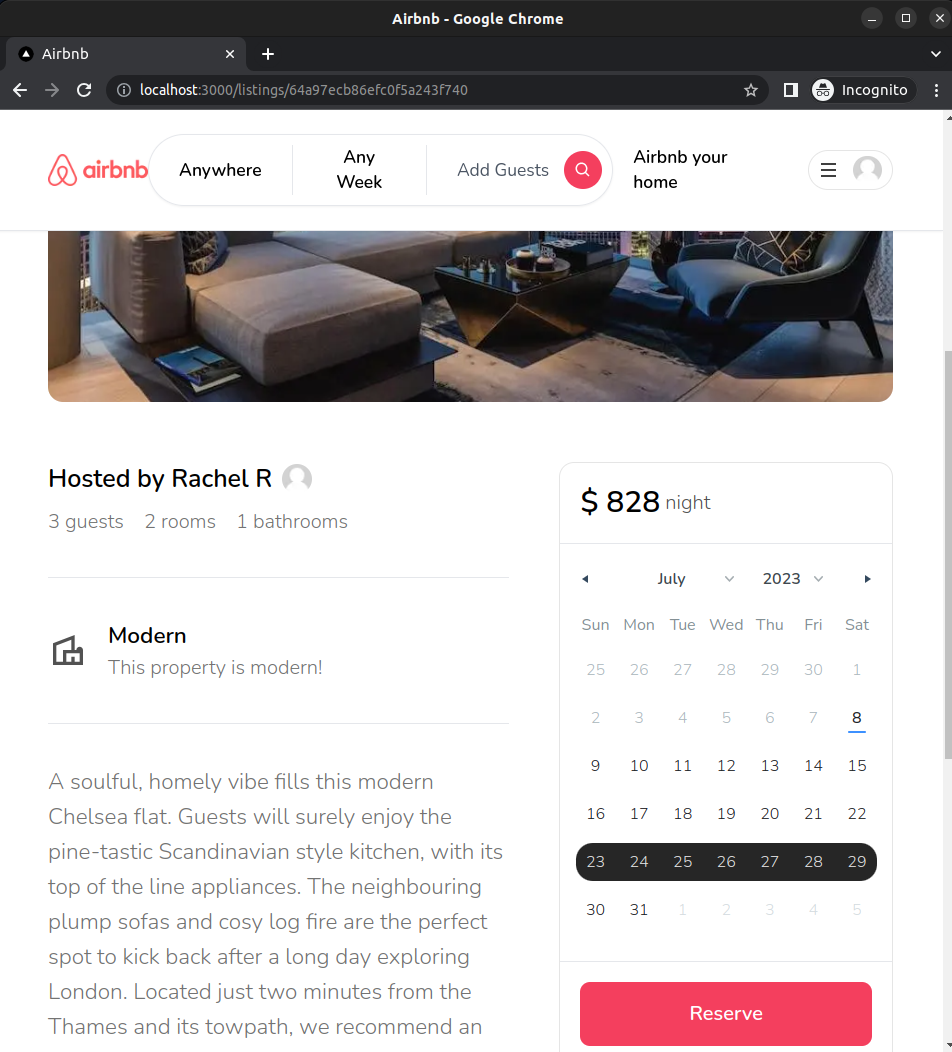 Airbnb - Google Chrome
Airbnb
localhost:3000/listings/64a97ecb86efc0f5a243f740
Incognito
airbnb
Anywhere
Any
Week
Add Guests
Airbnb your
home
Hosted by Rachel R
3 guests 2 rooms 1 bathrooms
Modern
This property is modern!
A soulful, homely vibe fills this modern
Chelsea flat. Guests will surely enjoy the
pine-tastic Scandinavian style kitchen, with its
top of the line appliances. The neighbouring
plump sofas and cosy log fire are the perfect
spot to kick back after a long day exploring
London. Located just two minutes from the
Thames and its towpath, we recommend an
$ 828 night
July 2023
Sun Mon Tue Wed Thu Fri Sat
25 26 27 28 29 30 1
2 3 4 5 6 7 8
9 10 11 12 13 14 15
16 17 18 19 20 21 22
23 24 25 26 27 28 29
30 31 1 2 3 4 5
Reserve